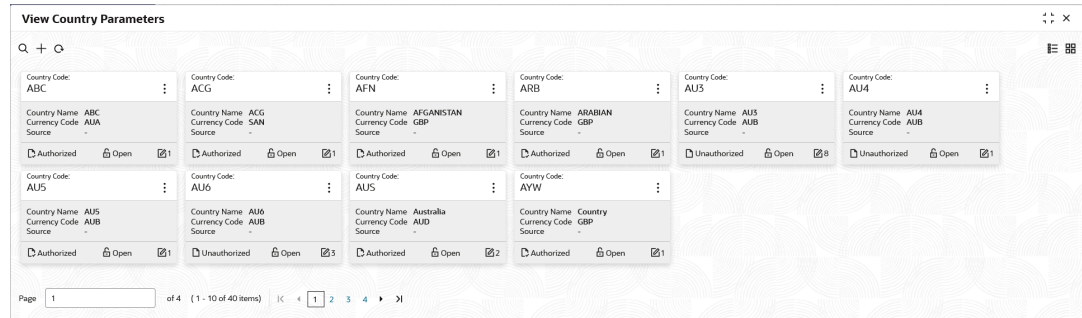 View Country Parameters
Country Code:
ABC
Country Name ABC
Currency Code AUA
Source -
Authorized Open 1
Country Code:
ACG
Country Name ACG
Currency Code SAN
Source -
Authorized Open 1
Country Code:
AFN
Country Name AFGANISTAN
Currency Code GBP
Source -
Authorized Open 1
Country Code:
ARB
Country Name ARABIAN
Currency Code GBP
Source -
Authorized Open 1
Country Code:
AU3
Country Name AU3
Currency Code AUB
Source -
Unauthorized Open 8
Country Code:
AU4
Country Name AU4
Currency Code AUB
Source -
Unauthorized Open 1
Country Code:
AU5
Country Name AU5
Currency Code AUB
Source -
Authorized Open 1
Country Code:
AU6
Country Name AU6
Currency Code AUB
Source -
Unauthorized Open 3
Country Code:
AUS
Country Name Australia
Currency Code AUD
Source -
Authorized Open 2
Country Code:
AYW
Country Name Country
Currency Code GBP
Source -
Authorized Open 1
Page 1 of 4 ( 1 - 10 of 40 items) 1 2 3 4